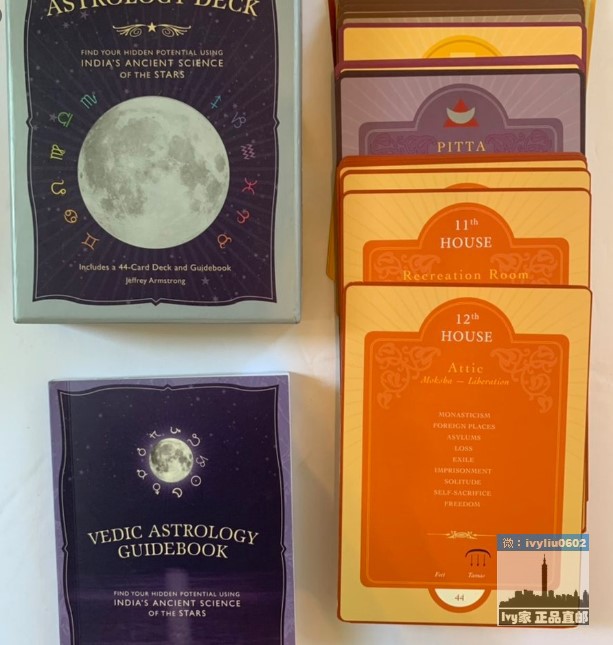 ASTROLOGY DECK
FIND YOUR HIDDEN POTENTIAL USING
INDIA'S ANCIENT SCIENCE
OF THE STARS
Includes a 44-Card Deck and Guidebook
Jeffrey Armstrong
VEDIC ASTROLOGY
GUIDEBOOK
FIND YOUR HIDDEN POTENTIAL USING
INDIA'S ANCIENT SCIENCE
OF THE STARS
PITTA
11th
HOUSE
Recreation Room
12th
HOUSE
Attic
Moksha — Liberation
MONASTICISM
FOREIGN PLACES
ASYLUMS
LOSS
EXILE
IMPRISONMENT
SOLITUDE
SELF-SACRIFICE
FREEDOM
Feet
44
微:ivyliu0602
Ivy家 正品直邮